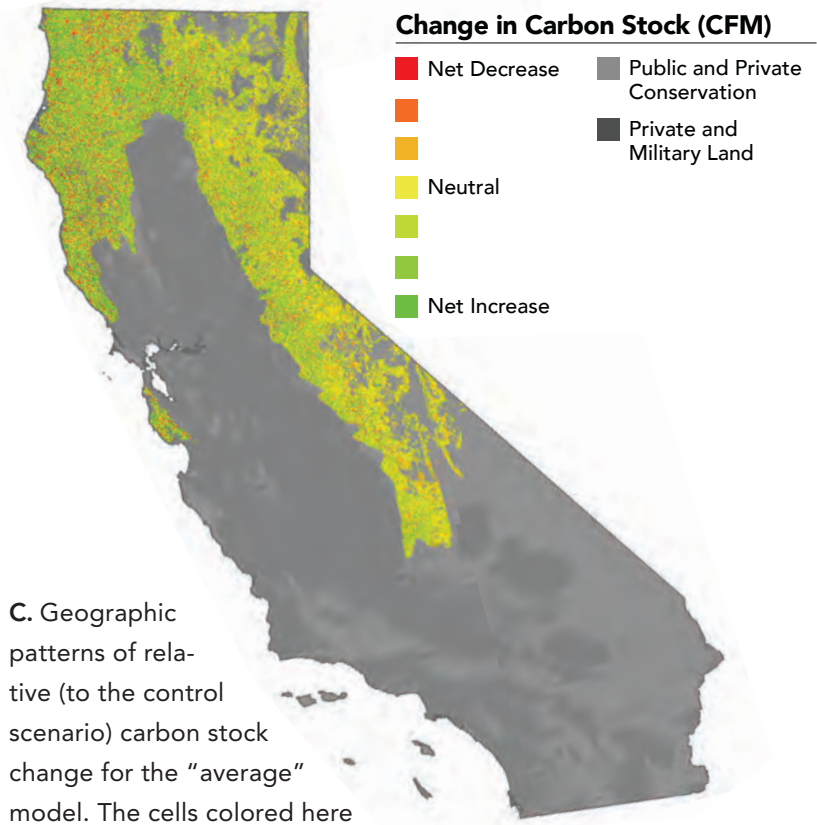 Change in Carbon Stock (CFM)
Net Decrease
Neutral
Net Increase
Public and Private
Conservation
Private and
Military Land
C. Geographic
patterns of rela-
tive (to the control
scenario) carbon stock
change for the “average”
model. The cells colored here